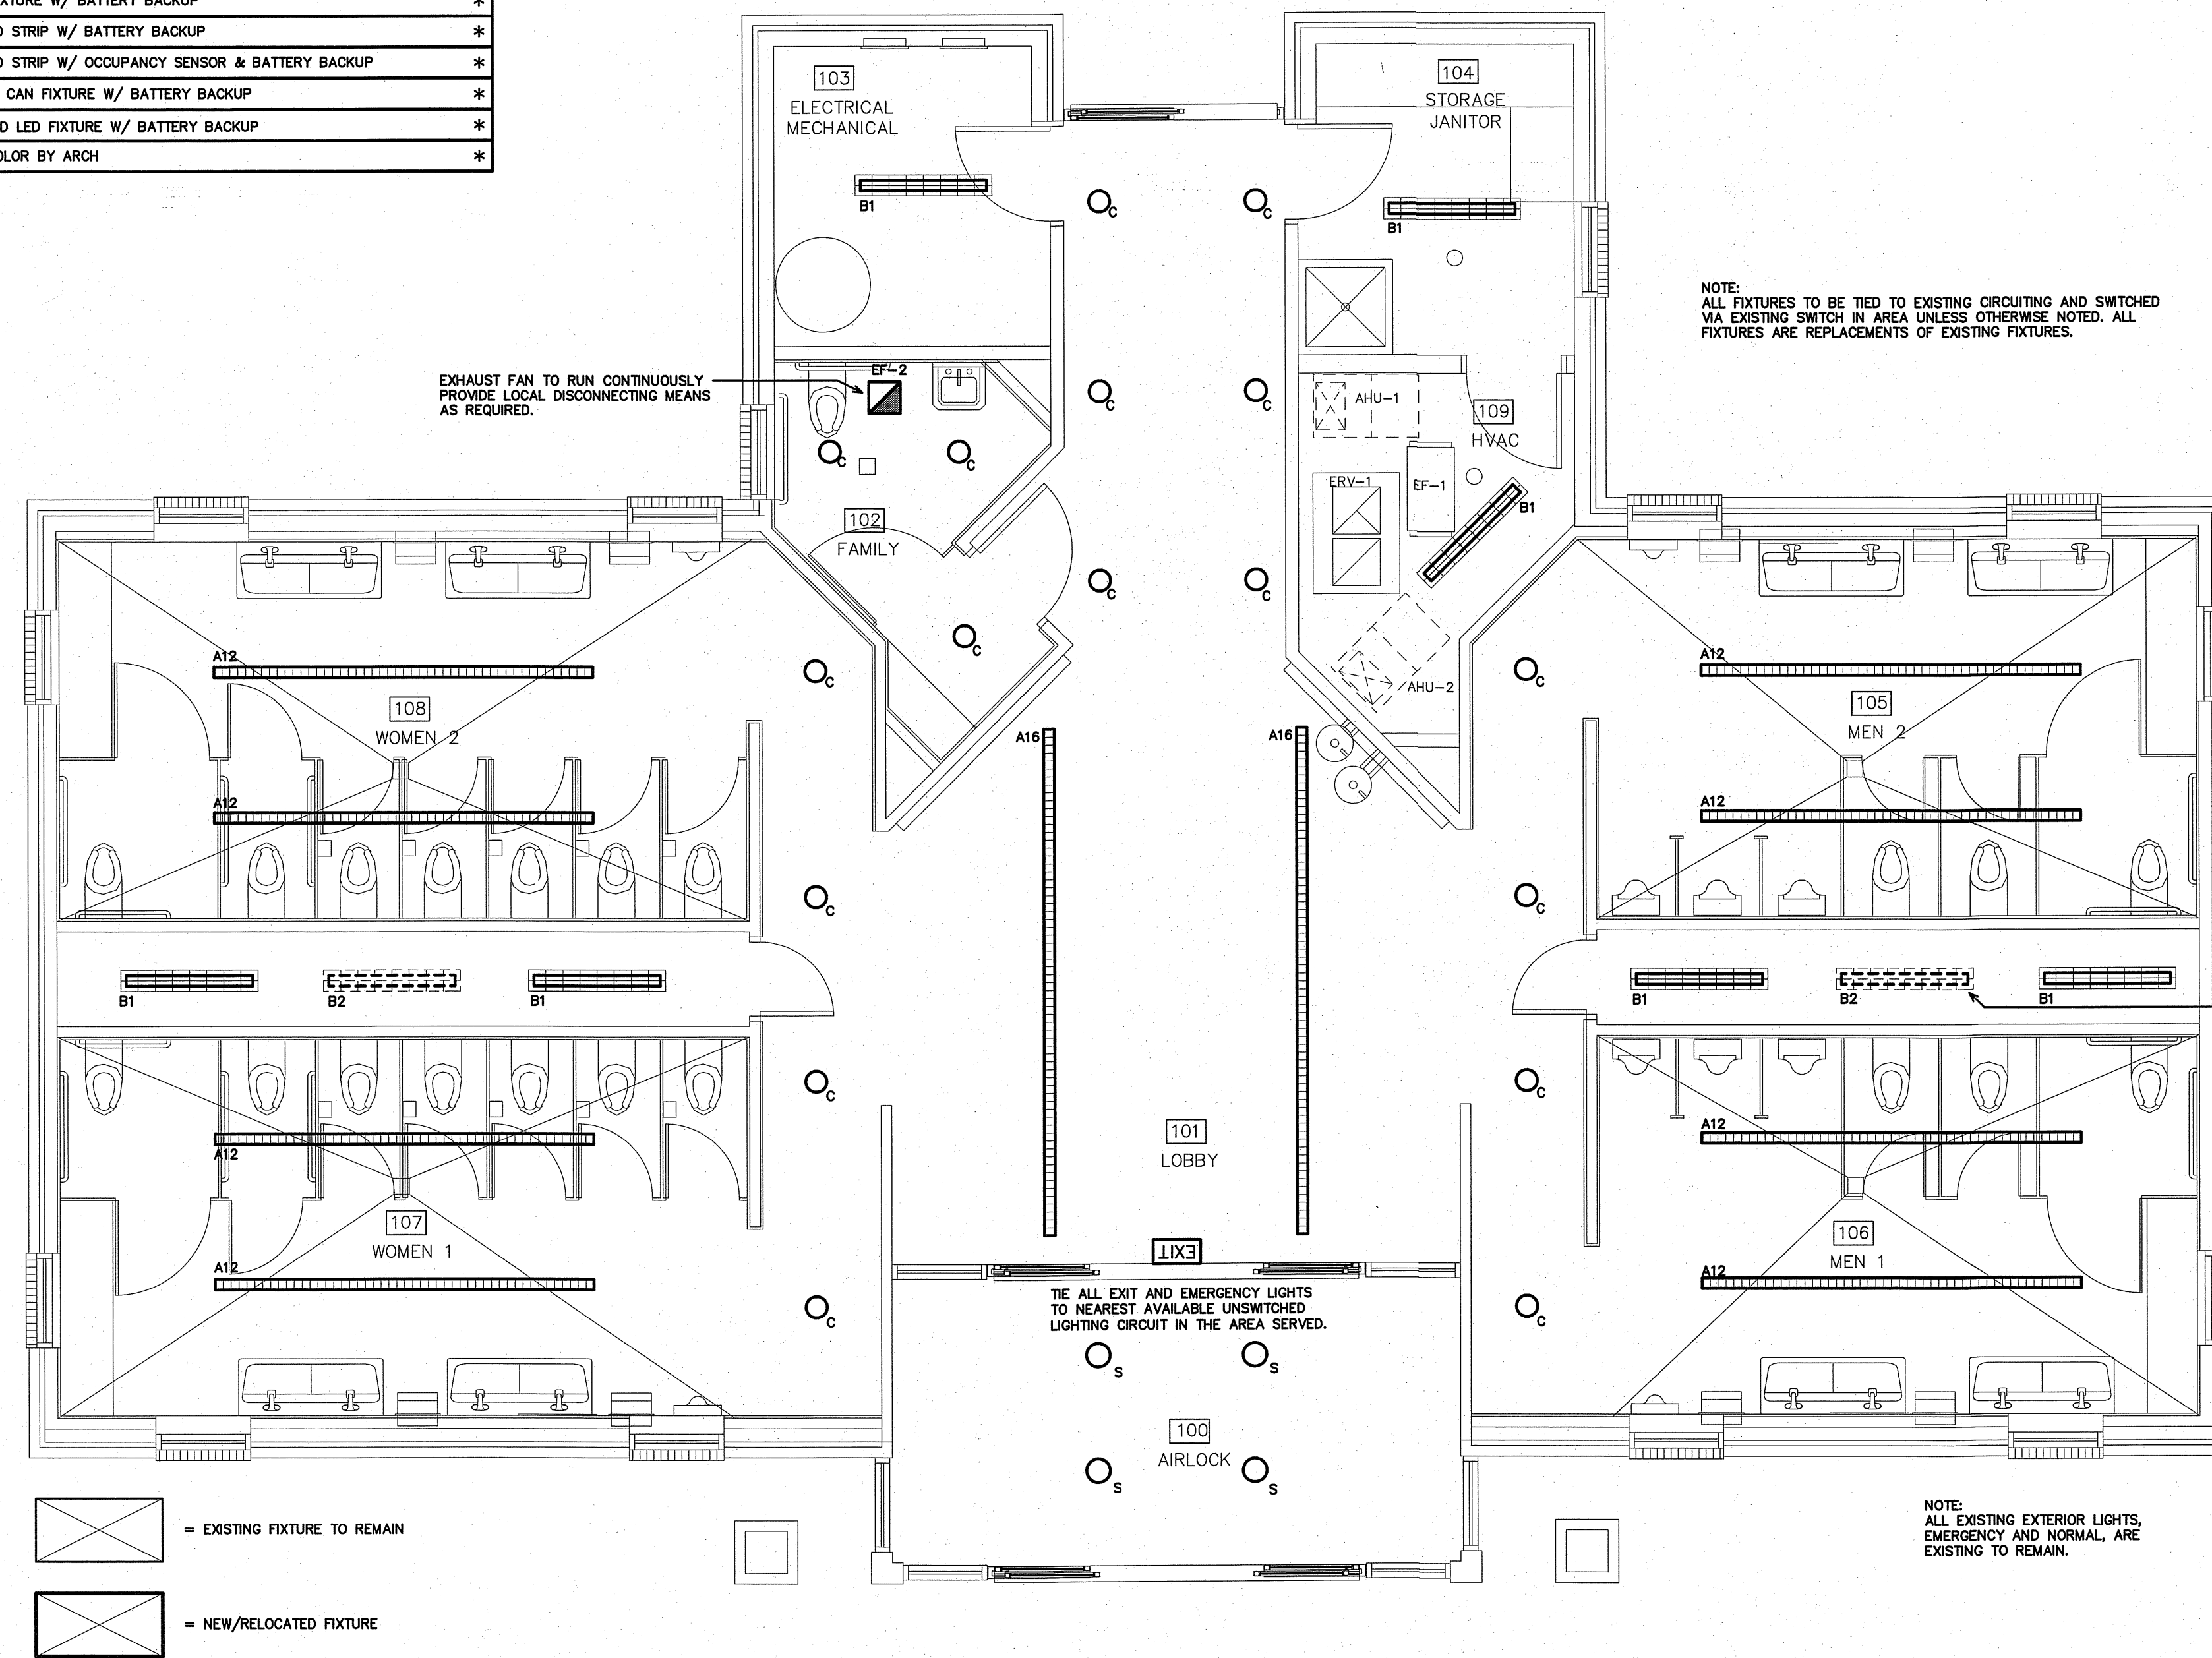 STRIP W/ BATTERY BACKUP *
STRIP W/ OCCUPANCY SENSOR & BATTERY BACKUP *
CAN FIXTURE W/ BATTERY BACKUP *
LED FIXTURE W/ BATTERY BACKUP *
BY ARCH *
103
ELECTRICAL
MECHANICAL
B1
104
STORAGE
JANITOR
B1
C
C
NOTE:
ALL FIXTURES TO BE TIED TO EXISTING CIRCUITING AND SWITCHED
VIA EXISTING SWITCH IN AREA UNLESS OTHERWISE NOTED. ALL
FIXTURES ARE REPLACEMENTS OF EXISTING FIXTURES.
EXHAUST FAN TO RUN CONTINUOUSLY
PROVIDE LOCAL DISCONNECTING MEANS
AS REQUIRED.
EF-2
C
C
AHU-1
109
HVAC
C
C
ERV-1
EF-1
B1
102
FAMILY
C
C
C
AHU-2
A12
108
WOMEN 2
A12
C
C
A16
A16
C
C
A12
105
MEN 2
A12
B1
B2
B1
B1
B2
B1
C
C
A12
107
WOMEN 1
A12
C
101
LOBBY
EXIT
TIE ALL EXIT AND EMERGENCY LIGHTS
TO NEAREST AVAILABLE UNSWITCHED
LIGHTING CIRCUIT IN THE AREA SERVED.
C
A12
106
MEN 1
A12
S
S
100
AIRLOCK
S
S
= EXISTING FIXTURE TO REMAIN
= NEW/RELOCATED FIXTURE
NOTE:
ALL EXISTING EXTERIOR LIGHTS,
EMERGENCY AND NORMAL, ARE
EXISTING TO REMAIN.